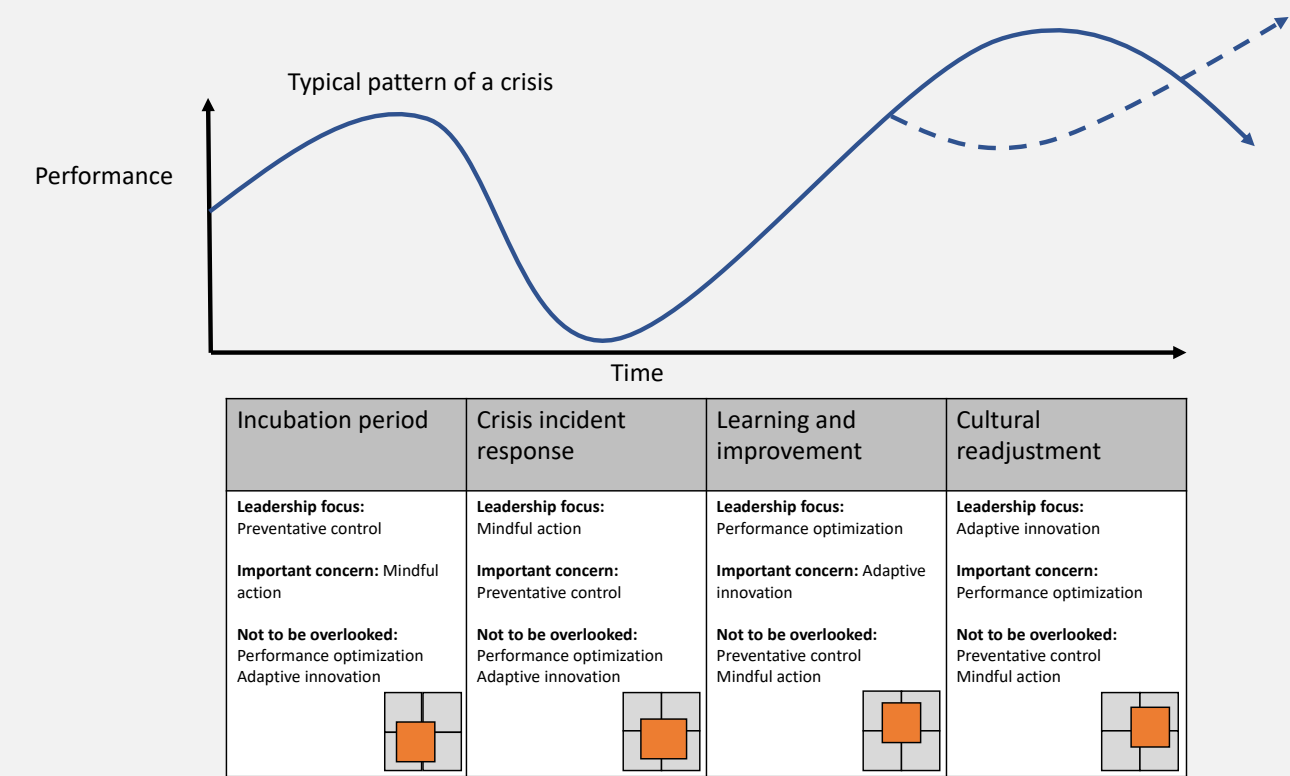 Typical pattern of a crisis
Performance
Time
Incubation period
Crisis incident
response
Learning and
improvement
Cultural
readjustment
Leadership focus:
Preventative control
Important concern: Mindful
action
Not to be overlooked:
Performance optimization
Adaptive innovation
Leadership focus:
Mindful action
Important concern:
Preventative control
Not to be overlooked:
Performance optimization
Adaptive innovation
Leadership focus:
Performance optimization
Important concern: Adaptive
innovation
Not to be overlooked:
Preventative control
Mindful action
Leadership focus:
Adaptive innovation
Important concern:
Performance optimization
Not to be overlooked:
Preventative control
Mindful action